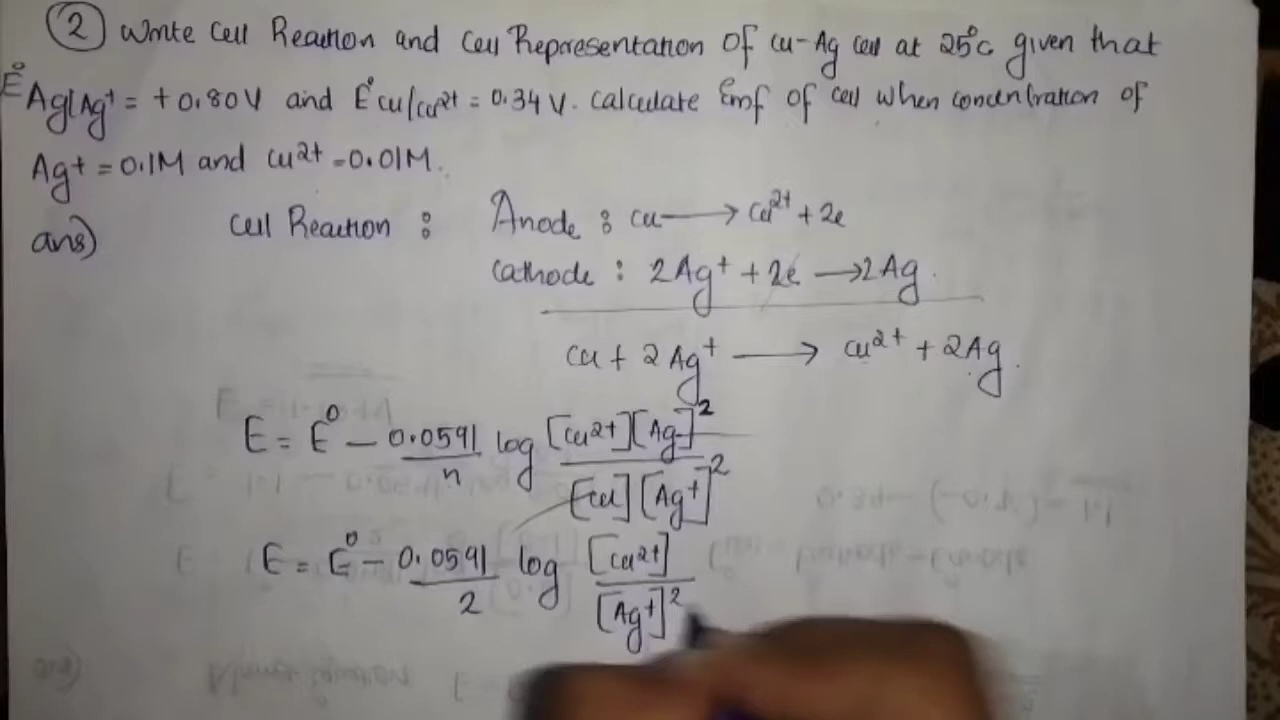 ② Write Cell Reaction and Cell Representation Of Cu-Ag cell at 25°C given that
E°Ag/Ag⁺ = +0.80V and E°Cu/Cu²⁺ = 0.34V. Calculate Emf Of Cell when concentration of
Ag⁺ = 0.1M and Cu²⁺ = 0.01M.
ans) Cell Reaction : Anode : Cu ⟶ Cu²⁺ + 2e
Cathode : 2Ag⁺ + 2e ⟶ 2Ag.
Cu + 2Ag⁺ ⟶ Cu²⁺ + 2Ag.
E = E⁰ – 0.0591/n log [Cu²⁺][Ag]²/[Cu][Ag⁺]²
E = E⁰ – 0.0591/2 log [Cu²⁺]/[Ag⁺]²